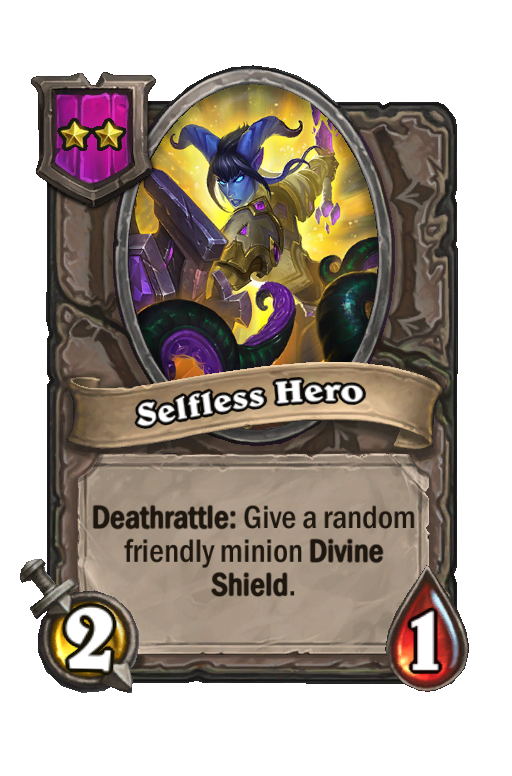 Selfless Hero
Deathrattle: Give a random
friendly minion Divine
Shield.
2
1